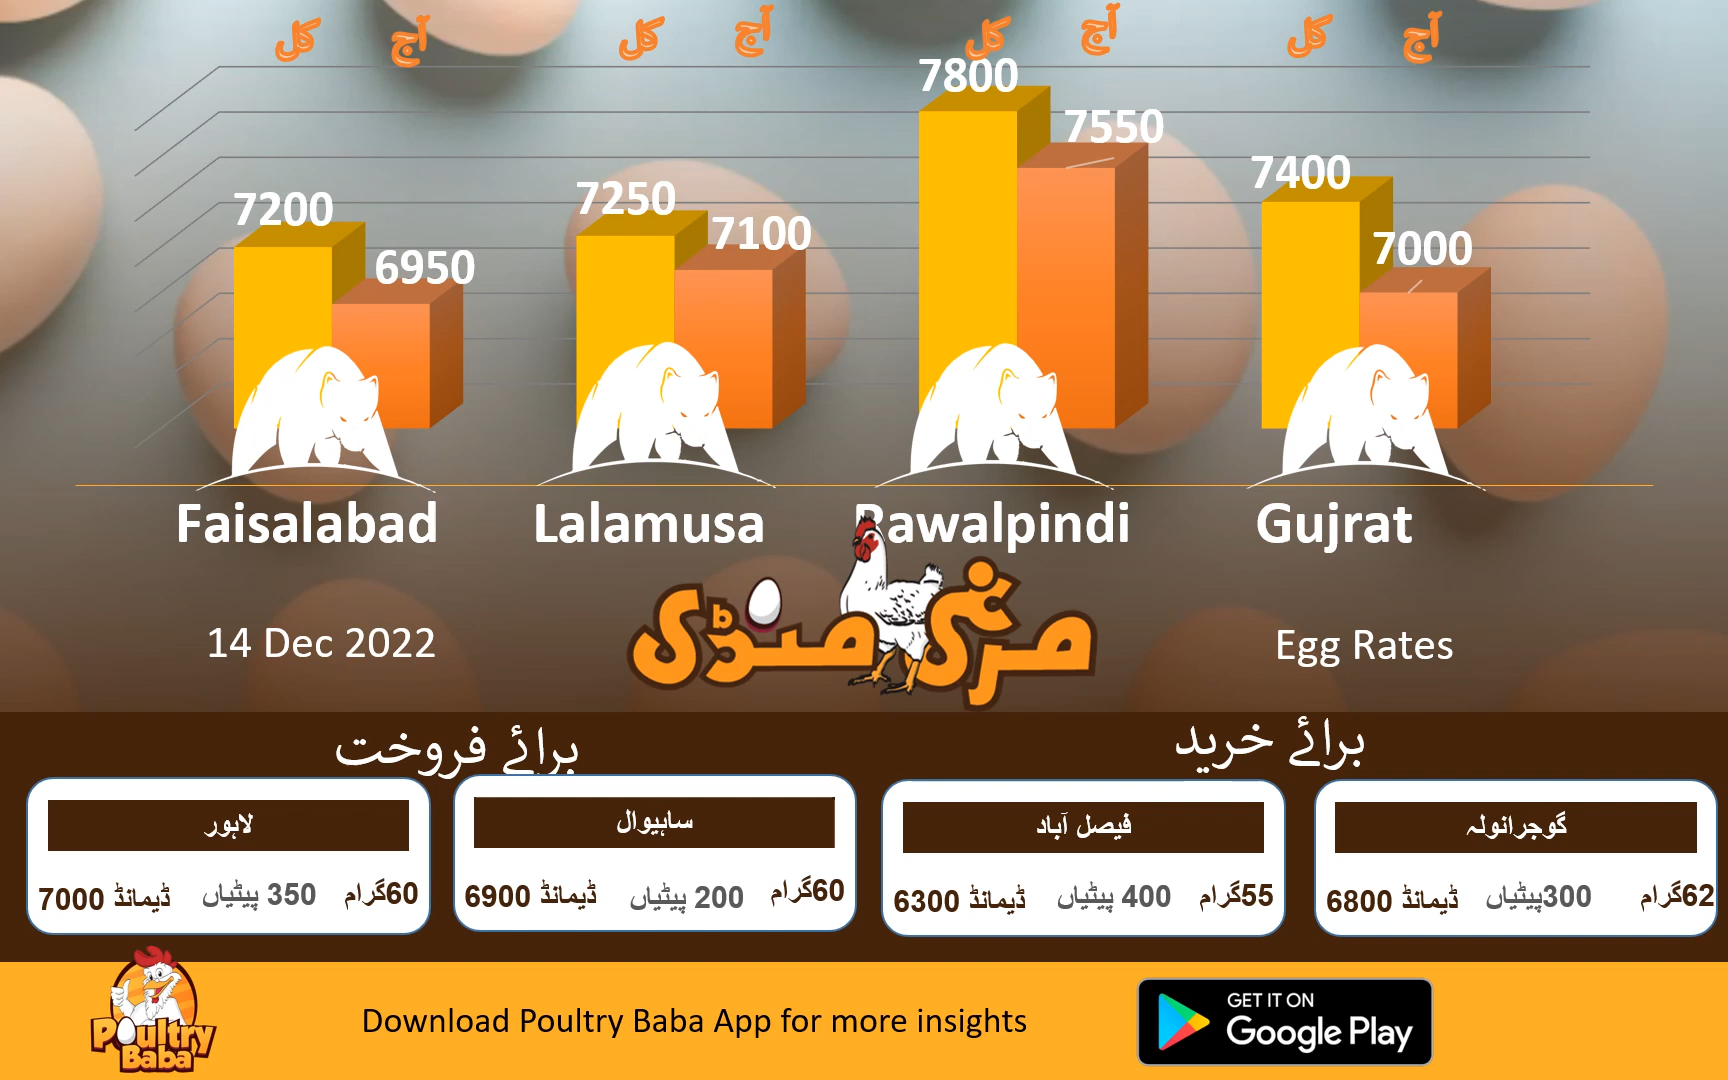 کل آج کل آج کل آج کل آج
7200 6950 7250 7100 7800 7550 7400 7000
Faisalabad Lalamusa Rawalpindi Gujrat
مرغی منڈی
14 Dec 2022
Egg Rates
برائے خرید
گوجرانولہ
62گرام 300پیٹیاں ڈیمانڈ 6800
فیصل آباد
55گرام 400 پیٹیاں ڈیمانڈ 6300
برائے فروخت
ساہیوال
60گرام 200 پیٹیاں ڈیمانڈ 6900
لاہور
60گرام 350 پیٹیاں ڈیمانڈ 7000
Poultry
Baba
Download Poultry Baba App for more insights
GET IT ON
Google Play